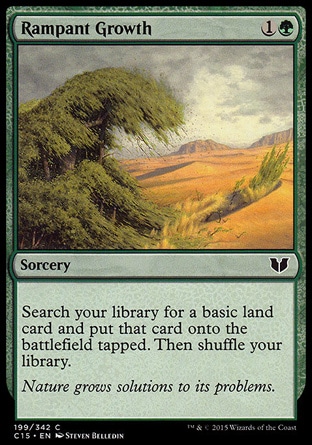 Rampant Growth 1
Sorcery
Search your library for a basic land
card and put that card onto the
battlefield tapped. Then shuffle your
library.
Nature grows solutions to its problems.
199/342 C
C15 • EN Steven Belledin
™ & © 2015 Wizards of the Coast